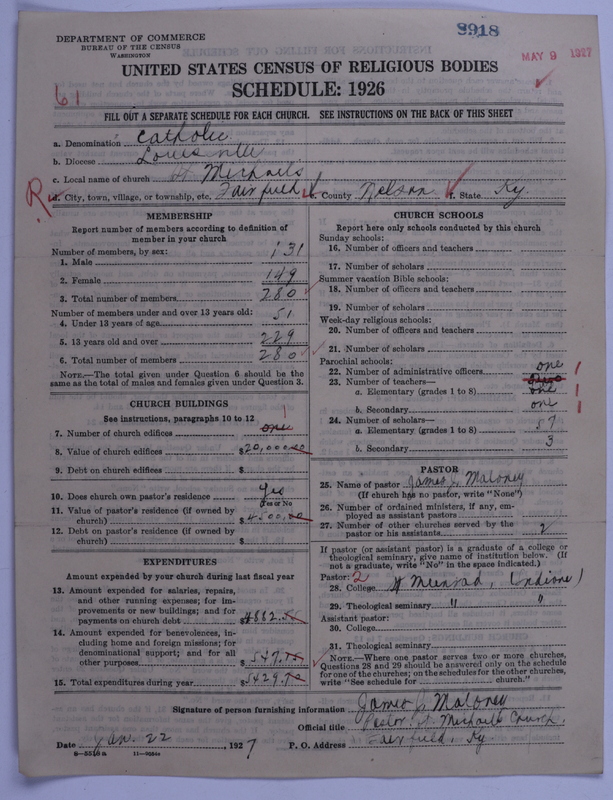 3918
DEPARTMENT OF COMMERCE
BUREAU OF THE CENSUS
WASHINGTON
MAY 9 1927
UNITED STATES CENSUS OF RELIGIOUS BODIES
SCHEDULE: 1926
61
FILL OUT A SEPARATE SCHEDULE FOR EACH CHURCH. SEE INSTRUCTIONS ON THE BACK OF THIS SHEET
a. Denomination Catholic
b. Diocese Louisville
c. Local name of church St Michaels
R
d. City, town, village, or township, etc. Fairfield e. County Nelson f. State Ky.
MEMBERSHIP
Report number of members according to definition of member in your church
Number of members, by sex:
1. Male 131
2. Female 149
3. Total number of members 280
Number of members under and over 13 years old:
4. Under 13 years of age 51
5. 13 years old and over 229
6. Total number of members 280
NOTE.—The total given under Question 6 should be the same as the total of males and females given under Question 3.
CHURCH BUILDINGS
See instructions, paragraphs 10 to 12
7. Number of church edifices one 1
8. Value of church edifices $20,000.00
9. Debt on church edifices $
10. Does church own pastor's residence yes
Yes or No
11. Value of pastor's residence (if owned by church) $4500.00
12. Debt on pastor's residence (if owned by church) $
EXPENDITURES
Amount expended by your church during last fiscal year
13. Amount expended for salaries, repairs, and other running expenses; for improvements or new buildings; and for payments on church debt $4882.
14. Amount expended for benevolences, including home and foreign missions; for denominational support; and for all other purposes $547.
15. Total expenditures during year $5429.
CHURCH SCHOOLS
Report here only schools conducted by this church
Sunday schools:
16. Number of officers and teachers
17. Number of scholars
Summer vacation Bible schools:
18. Number of officers and teachers
19. Number of scholars
Week-day religious schools:
20. Number of officers and teachers
21. Number of scholars
Parochial schools:
22. Number of administrative officers one 1
23. Number of teachers—
a. Elementary (grades 1 to 8) one 1
b. Secondary one 1
24. Number of scholars—
a. Elementary (grades 1 to 8) 57
b. Secondary 3
PASTOR
25. Name of pastor James J. Maloney
(If church has no pastor, write "None")
26. Number of ordained ministers, if any, employed as assistant pastors
27. Number of other churches served by the pastor or his assistants 2
If pastor (or assistant pastor) is a graduate of a college or theological seminary, give name of institution below. (If not a graduate, write "No" in the space indicated.)
Pastor: 2
28. College St Meinrad, Indiana
29. Theological seminary " "
Assistant pastor:
30. College
31. Theological seminary
NOTE.—Where one pastor serves two or more churches, Questions 28 and 29 should be answered only on the schedule for one of the churches; on the schedules for the other churches, write "See schedule for church."
Signature of person furnishing information James J. Maloney
Official title Pastor St. Michaels Church.
Date Jan. 22, 1927 P. O. Address Fairfield, Ky.